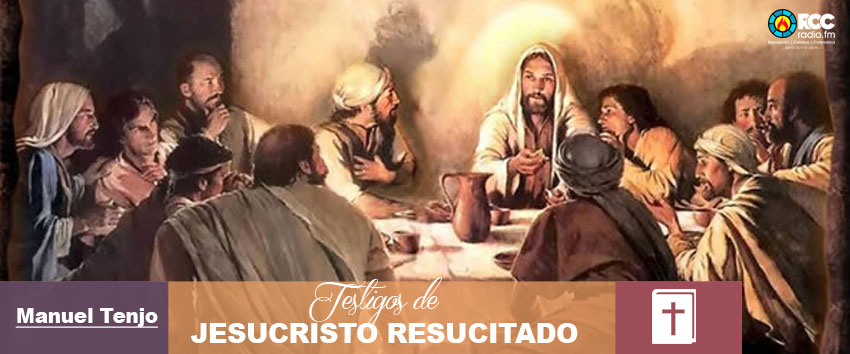 RCC
radio.fm
Manuel Tenjo
Testigos de
JESUCRISTO RESUCITADO